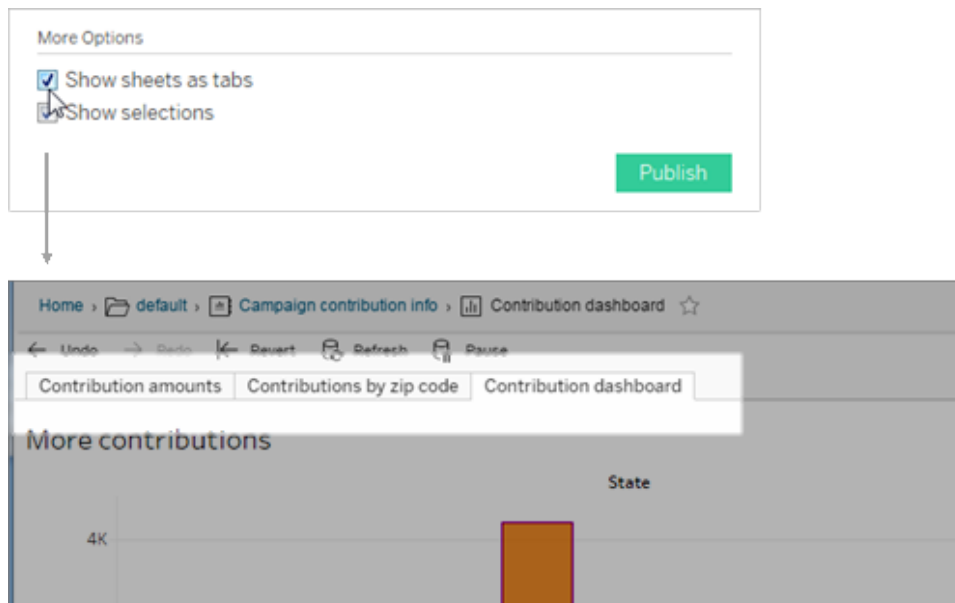 More Options
Show sheets as tabs
Show selections
Publish
Home › default › Campaign contribution info › Contribution dashboard
Undo Redo Revert Refresh Pause
Contribution amounts Contributions by zip code Contribution dashboard
More contributions
State
4K